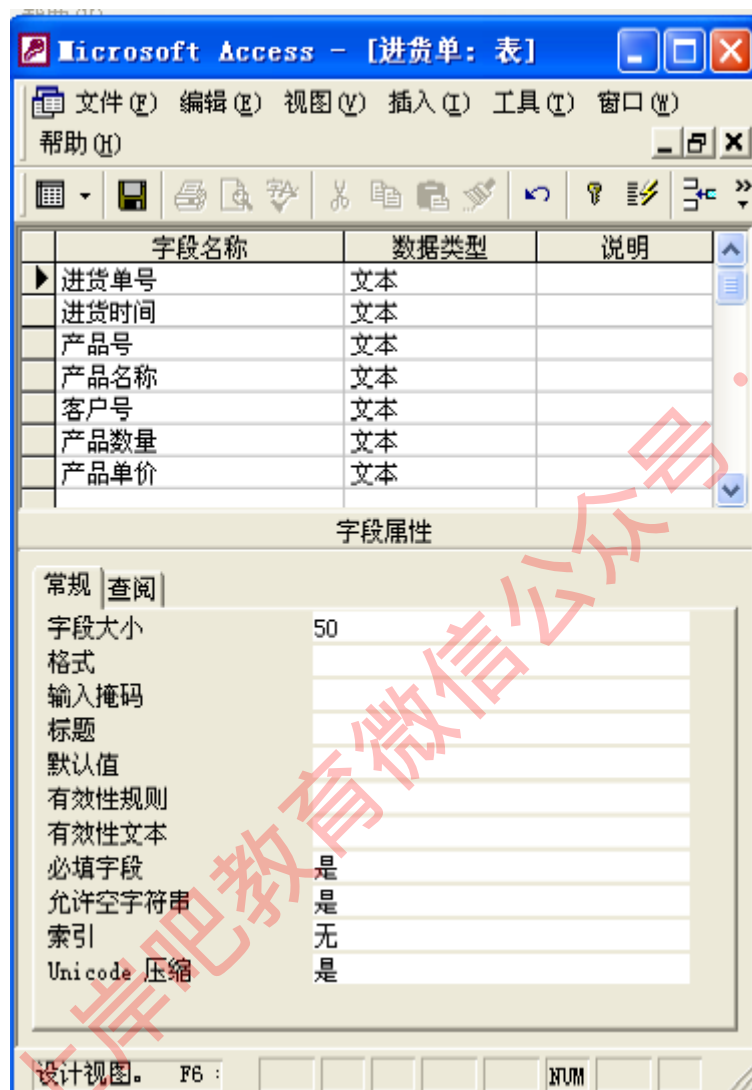 Microsoft Access - [进货单: 表]
文件(F) 编辑(E) 视图(V) 插入(I) 工具(T) 窗口(W)
帮助(H)
字段名称 数据类型 说明
进货单号 文本
进货时间 文本
产品号 文本
产品名称 文本
客户号 文本
产品数量 文本
产品单价 文本
字段属性
常规 查阅
字段大小 50
格式
输入掩码
标题
默认值
有效性规则
有效性文本
必填字段 是
允许空字符串 是
索引 无
Unicode 压缩 是
设计视图。 F6 : NUM
上岸吧教育微信公众号·